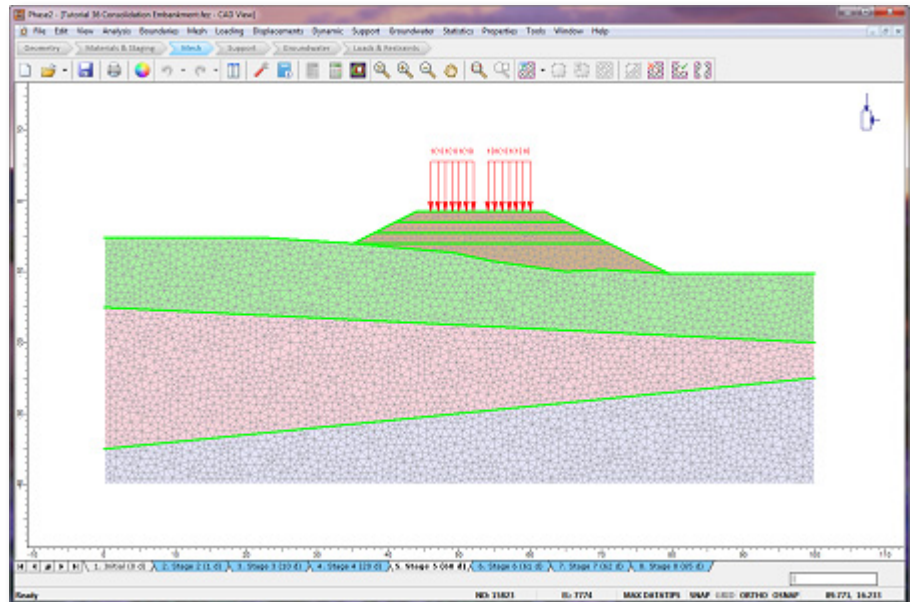 Phase2 - [Tutorial 36 Consolidation Embankment.fez - CAD View]
File Edit View Analysis Boundaries Mesh Loading Displacements Dynamic Support Groundwater Statistics Properties Tools Window Help
Geometry Materials & Staging Mesh Support Groundwater Loads & Restraints
-10 0 10 20 30 40 50 60 70 80 90 100 110
1. Initial (0 d) 2. Stage 2 (1 d) 3. Stage 3 (10 d) 4. Stage 4 (20 d) 5. Stage 5 (60 d) 6. Stage 6 (61 d) 7. Stage 7 (62 d) 8. Stage 8 (65 d)
Ready MAX DATATIPS SNAP GRID ORTHO OSNAP